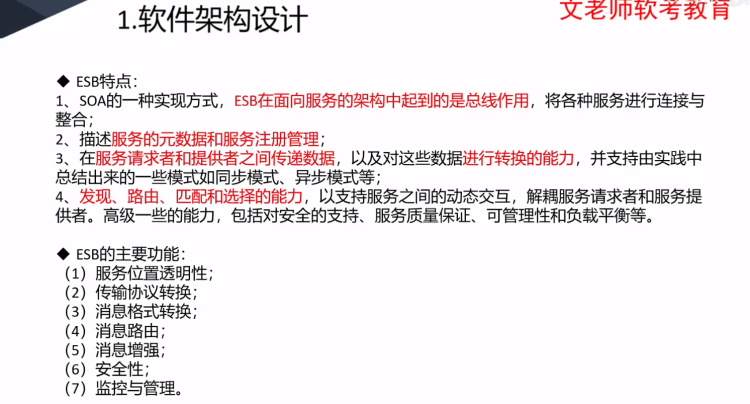 1.软件架构设计
文老师软考教育
◆ ESB特点：
1、SOA的一种实现方式，ESB在面向服务的架构中起到的是总线作用，将各种服务进行连接与
整合；
2、描述服务的元数据和服务注册管理；
3、在服务请求者和提供者之间传递数据，以及对这些数据进行转换的能力，并支持由实践中
总结出来的一些模式如同步模式、异步模式等；
4、发现、路由、匹配和选择的能力，以支持服务之间的动态交互，解耦服务请求者和服务提
供者。高级一些的能力，包括对安全的支持、服务质量保证、可管理性和负载平衡等。
◆ ESB的主要功能：
（1）服务位置透明性；
（2）传输协议转换；
（3）消息格式转换；
（4）消息路由；
（5）消息增强；
（6）安全性；
（7）监控与管理。